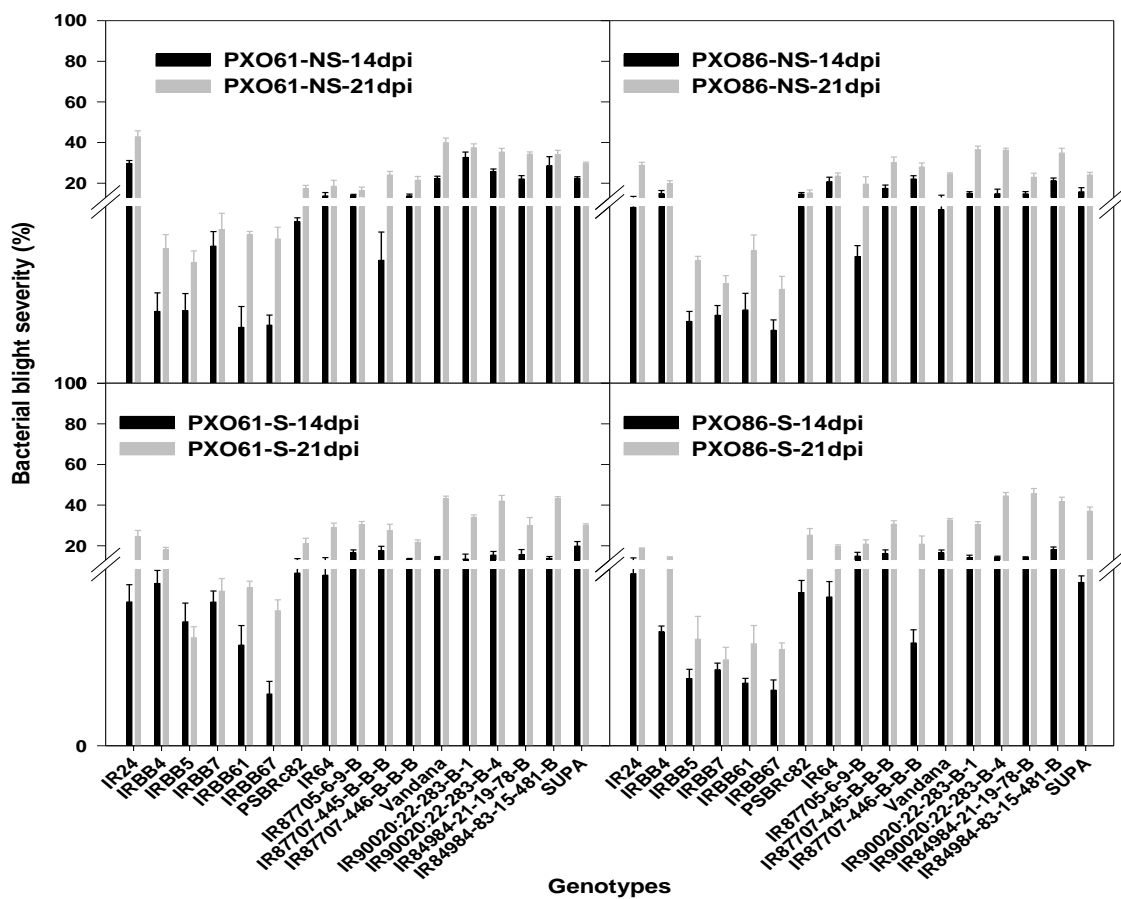 100
80
60
40
20
PXO61-NS-14dpi
PXO61-NS-21dpi
PXO86-NS-14dpi
PXO86-NS-21dpi
Bacterial blight severity (%)
100
80
60
40
20
0
PXO61-S-14dpi
PXO61-S-21dpi
PXO86-S-14dpi
PXO86-S-21dpi
IR24
IRBB4
IRBB5
IRBB7
IRBB61
IRBB67
PSBRc82
IR64
IR87705-6-9-B
IR87707-445-B-B-B
IR87707-446-B-B-B
Vandana
IR90020:22-283-B-1
IR90020:22-283-B-4
IR84984-21-19-78-B
IR84984-83-15-481-B
SUPA
IR24
IRBB4
IRBB5
IRBB7
IRBB61
IRBB67
PSBRc82
IR64
IR87705-6-9-B
IR87707-445-B-B-B
IR87707-446-B-B-B
Vandana
IR90020:22-283-B-1
IR90020:22-283-B-4
IR84984-21-19-78-B
IR84984-83-15-481-B
SUPA
Genotypes